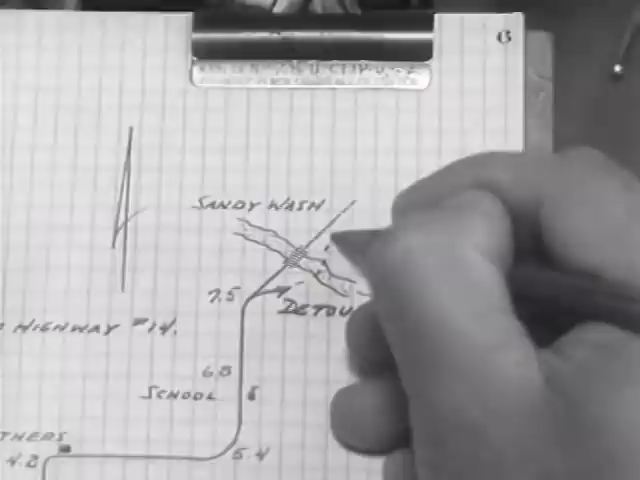 6
SANDY WASH
7.5
DETOU
HIGHWAY #14.
6.8
SCHOOL
THERS
4.2
5.4